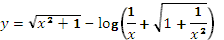 y = √(x² + 1) − log(1/x + √(1 + 1/x²))